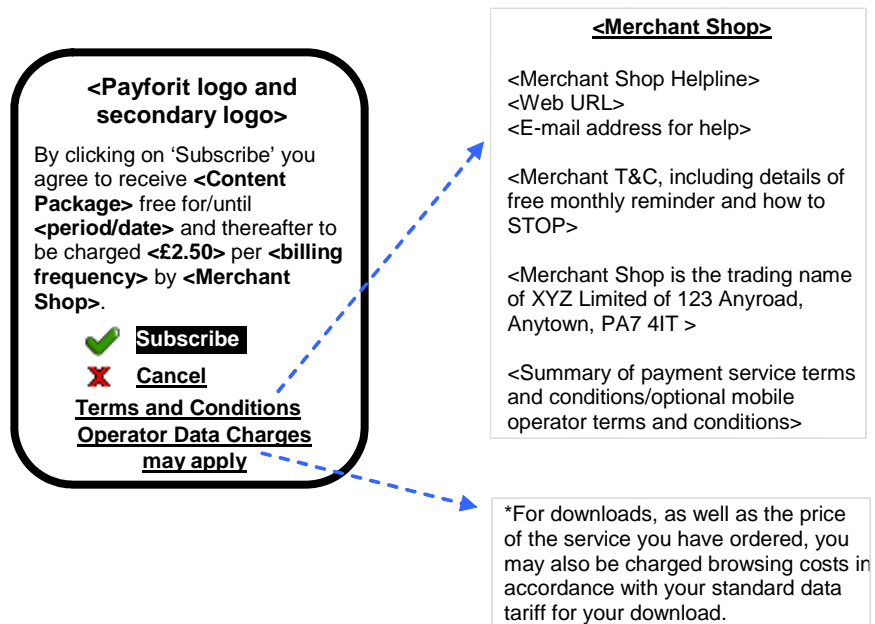 <Payforit logo and
secondary logo>
By clicking on 'Subscribe' you
agree to receive <Content
Package> free for/until
<period/date> and thereafter to
be charged <£2.50> per <billing
frequency> by <Merchant
Shop>.
Subscribe
Cancel
Terms and Conditions
Operator Data Charges
may apply
<Merchant Shop>
<Merchant Shop Helpline>
<Web URL>
<E-mail address for help>
<Merchant T&C, including details of
free monthly reminder and how to
STOP>
<Merchant Shop is the trading name
of XYZ Limited of 123 Anyroad,
Anytown, PA7 4IT >
<Summary of payment service terms
and conditions/optional mobile
operator terms and conditions>
*For downloads, as well as the price
of the service you have ordered, you
may also be charged browsing costs in
accordance with your standard data
tariff for your download.